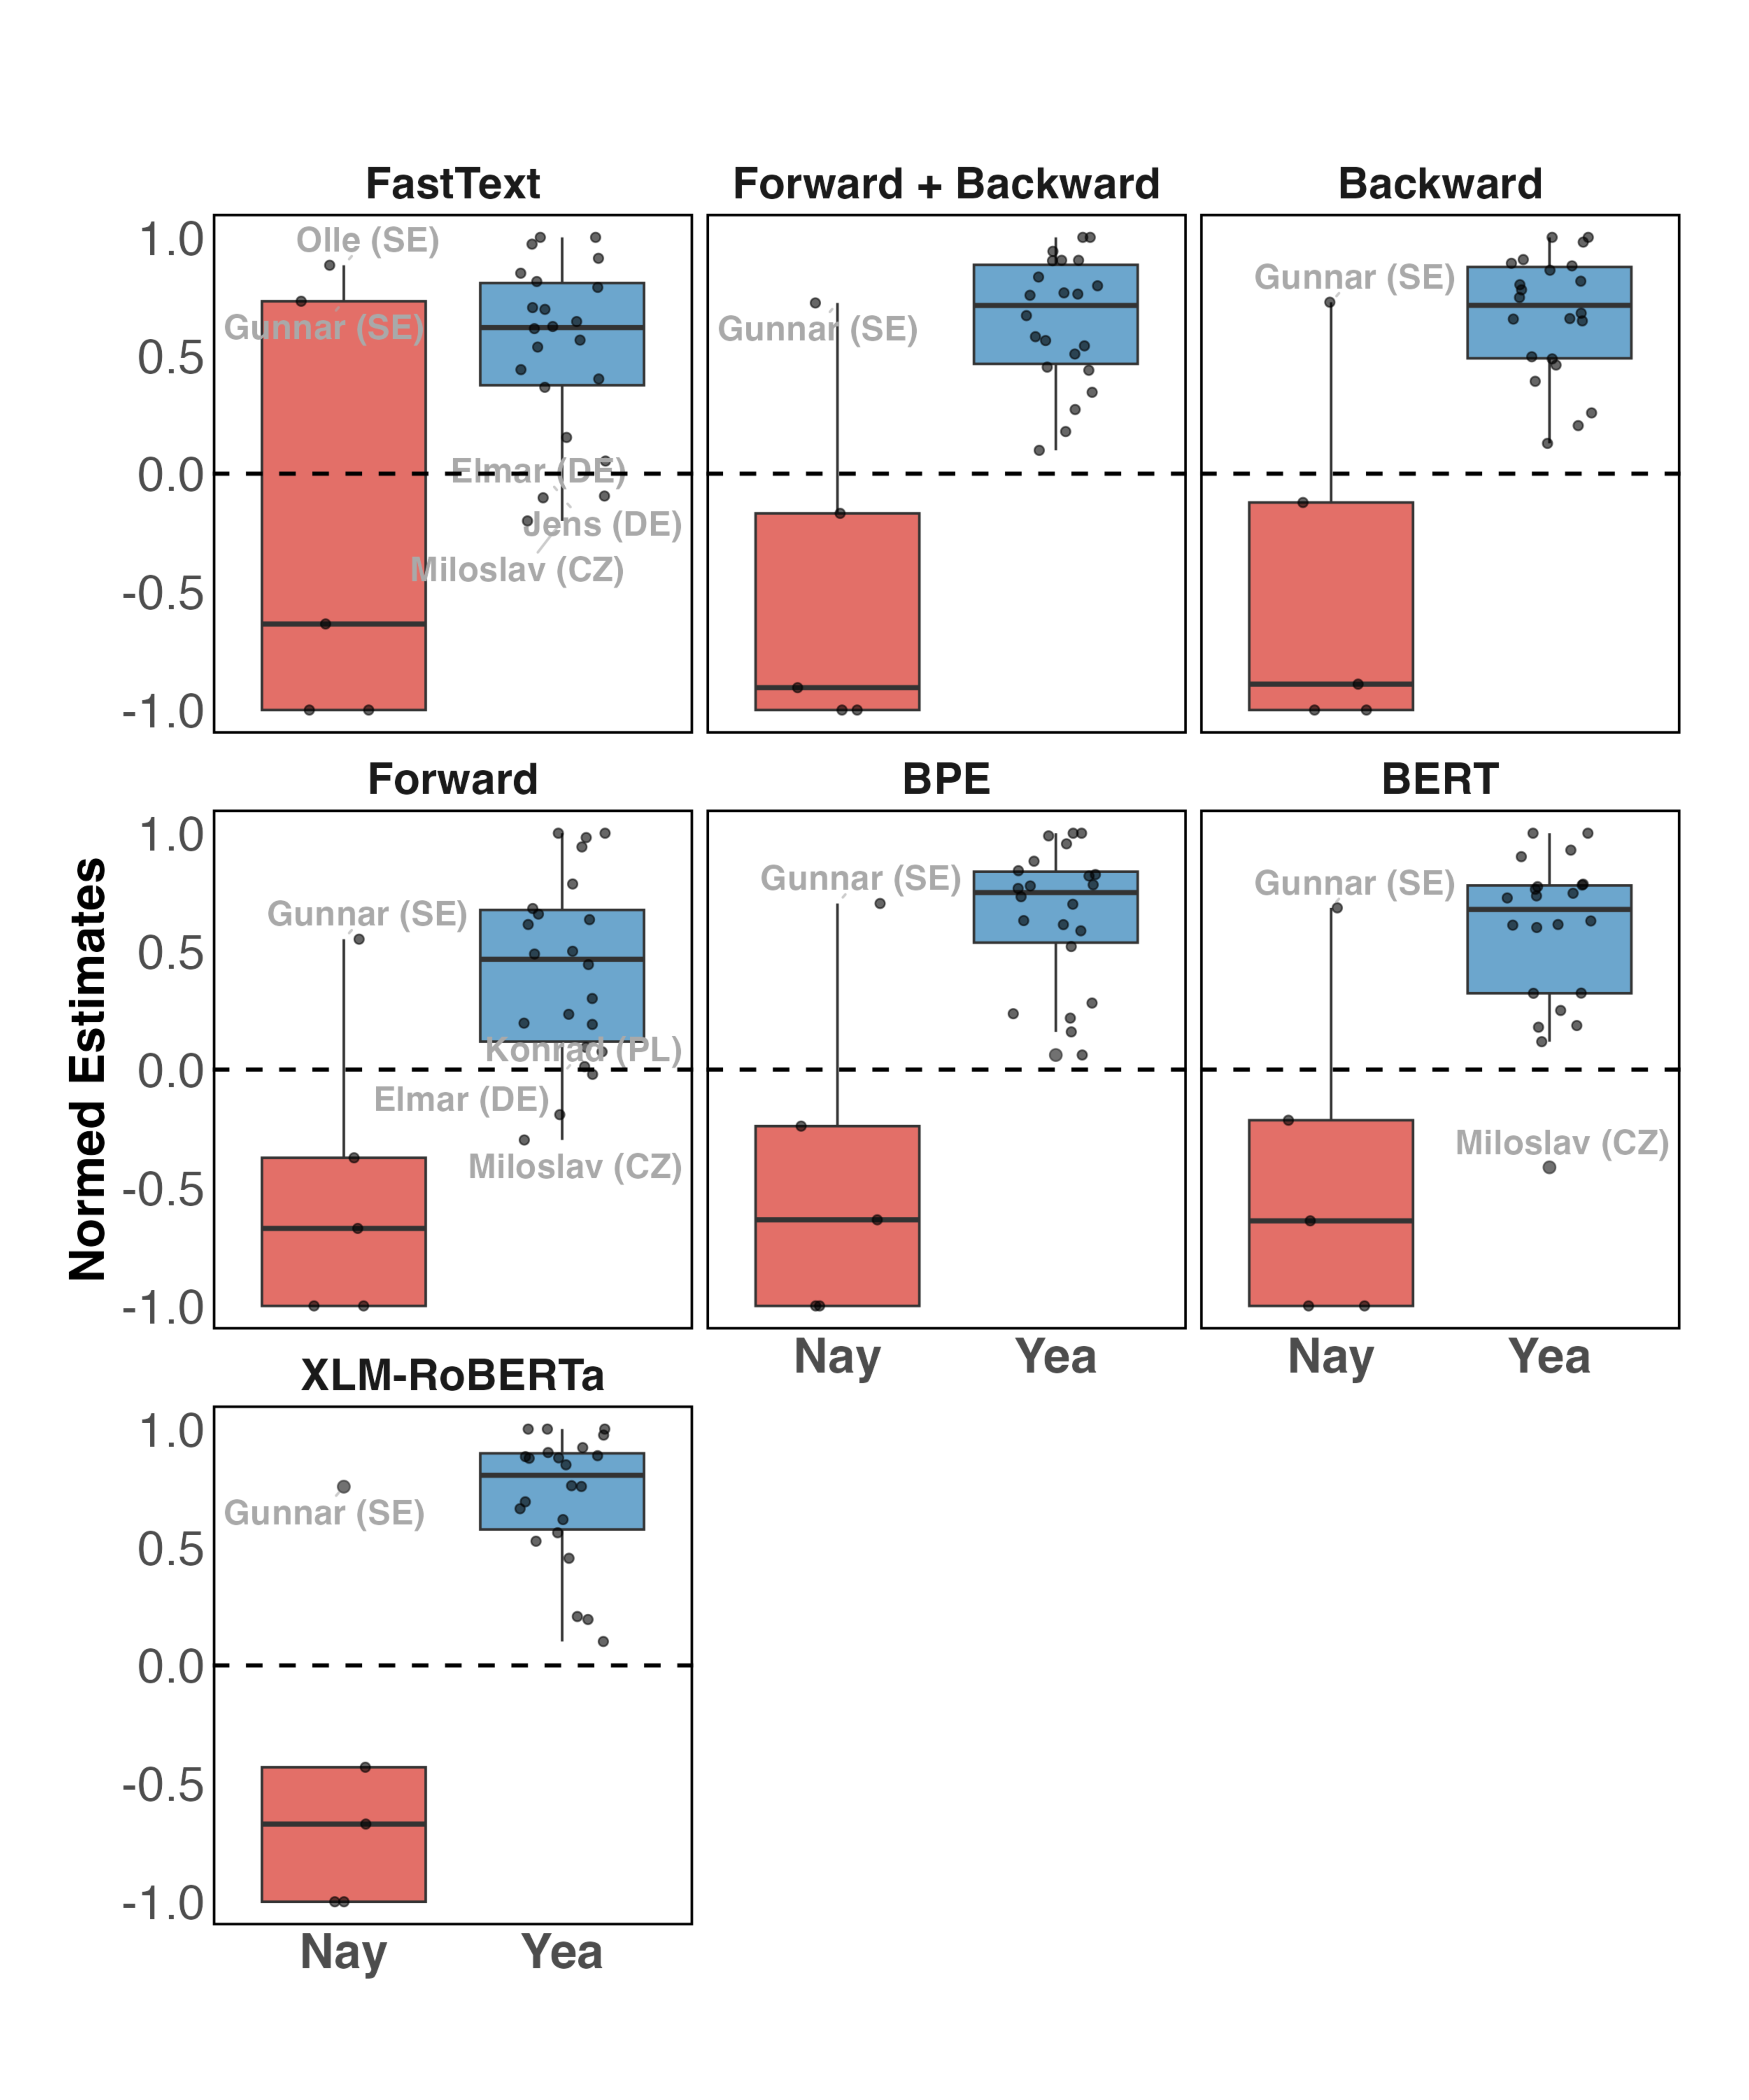 FastText
Forward + Backward
Backward
1.0
0.5
0.0
-0.5
-1.0
Olle (SE)
Gunnar (SE)
Elmar (DE)
Jens (DE)
Miloslav (CZ)
Gunnar (SE)
Gunnar (SE)
Forward
BPE
BERT
Normed Estimates
1.0
0.5
0.0
-0.5
-1.0
Gunnar (SE)
Konrad (PL)
Elmar (DE)
Miloslav (CZ)
Gunnar (SE)
Gunnar (SE)
Miloslav (CZ)
Nay
Yea
Nay
Yea
XLM-RoBERTa
1.0
0.5
0.0
-0.5
-1.0
Gunnar (SE)
Nay
Yea